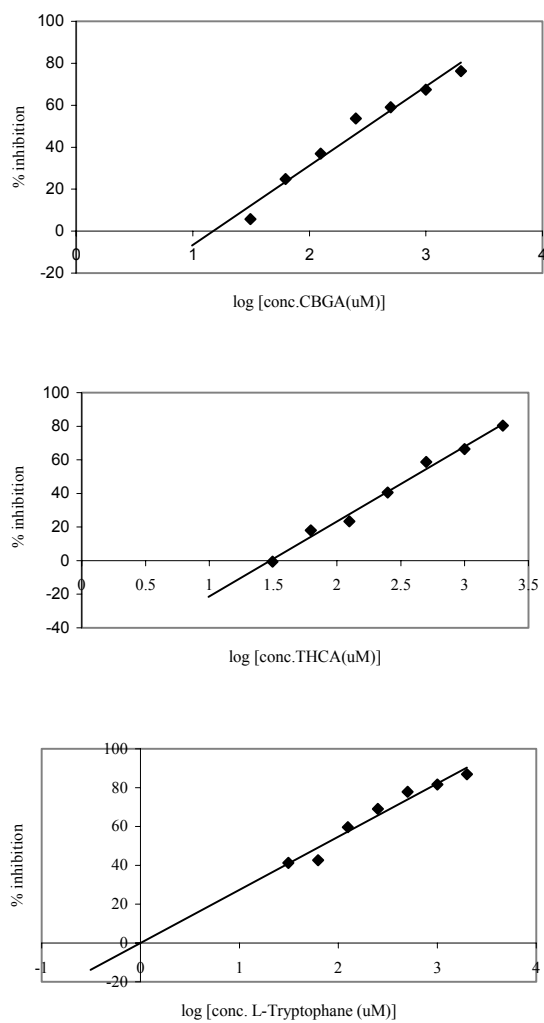 100
80
60
40
20
0
-20
% inhibition
0 1 2 3 4
log [conc.CBGA(uM)]
100
80
60
40
20
0
-20
-40
% inhibition
0 0.5 1 1.5 2 2.5 3 3.5
log [conc.THCA(uM)]
100
80
60
40
20
0
-20
% inhibition
-1 0 1 2 3 4
log [conc. L-Tryptophane (uM)]